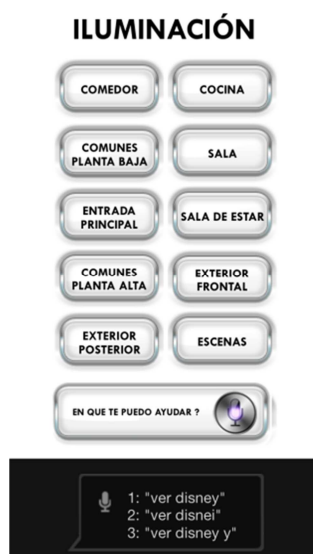 ILUMINACIÓN
COMEDOR
COCINA
COMUNES
PLANTA BAJA
SALA
ENTRADA
PRINCIPAL
SALA DE ESTAR
COMUNES
PLANTA ALTA
EXTERIOR
FRONTAL
EXTERIOR
POSTERIOR
ESCENAS
EN QUE TE PUEDO AYUDAR ?
1: "ver disney"
2: "ver disnei"
3: "ver disney y"